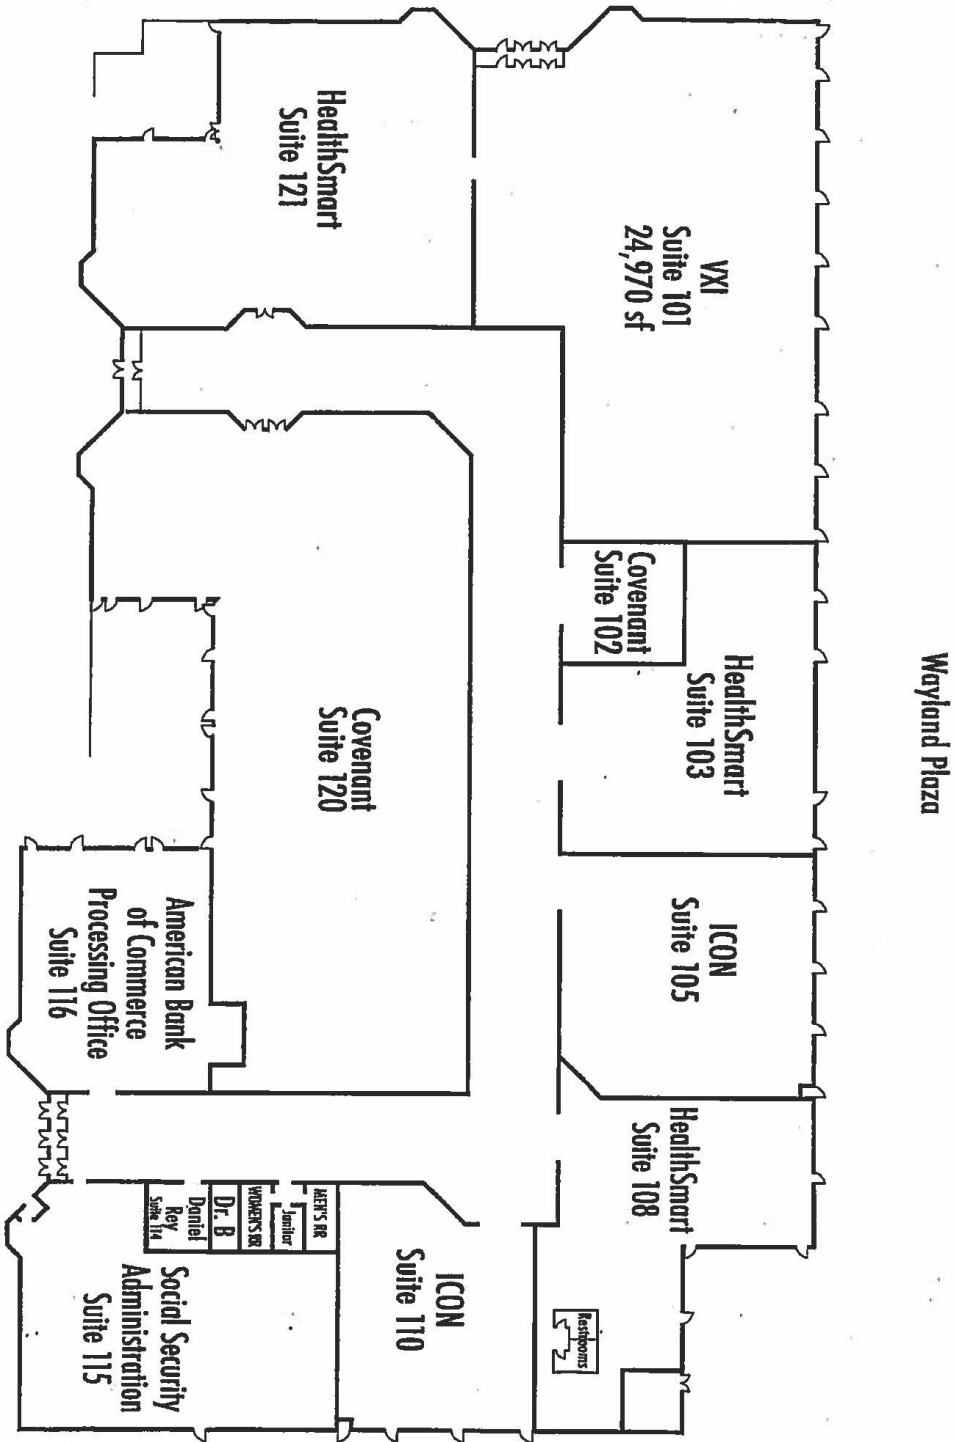 Wayland Plaza
VXI
Suite 101
24,970 sf
HealthSmart
Suite 121
Covenant
Suite 102
HealthSmart
Suite 103
ICON
Suite 105
HealthSmart
Suite 108
Restrooms
ICON
Suite 110
Covenant
Suite 120
American Bank
of Commerce
Processing Office
Suite 116
MEN'S RR
Janitor
WOMEN'S RR
Dr. B
Daniel
Rey
Suite 114
Social Security
Administration
Suite 115